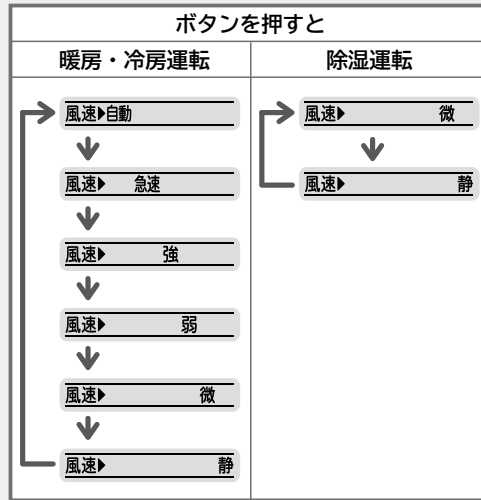 ボタンを押すと
暖房・冷房運転
除湿運転
風速▶自動
風速▶急速
風速▶強
風速▶弱
風速▶微
風速▶静
風速▶微
風速▶静